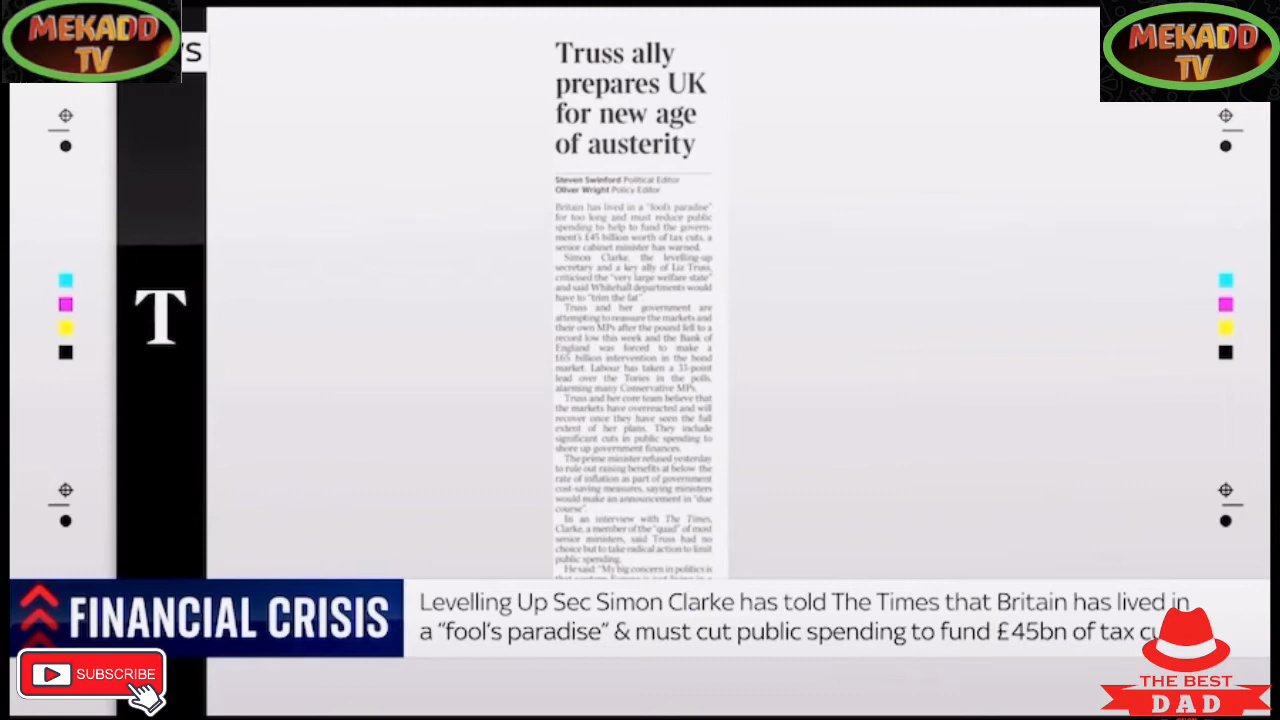 MEKADD
TV
S
MEKADD
TV
Truss ally
prepares UK
for new age
of austerity
Steven Swinford Political Editor
Oliver Wright Policy Editor
Britain has lived in a "fool's paradise"
for too long and must reduce public
spending to help to fund the govern-
ment's £45 billion worth of tax cuts, a
senior cabinet minister has warned.
Simon Clarke, the levelling-up
secretary and a key ally of Liz Truss,
criticised the "very large welfare state"
and said Whitehall departments would
have to "trim the fat".
Truss and her government are
attempting to reassure the markets and
their own MPs after the pound fell to a
record low this week and the Bank of
England was forced to make a
£65 billion intervention in the bond
market. Labour has taken a 33-point
lead over the Tories in the polls,
alarming many Conservative MPs.
Truss and her core team believe that
the markets have overreacted and will
recover once they have seen the full
extent of her plans. They include
significant cuts in public spending to
shore up government finances.
The prime minister refused yesterday
to rule out raising benefits at below the
rate of inflation as part of government
cost-saving measures, saying ministers
would make an announcement in "due
course".
In an interview with The Times,
Clarke, a member of the "quad" of most
senior ministers, said Truss had no
choice but to take radical action to limit
public spending.
He said: "My big concern in politics is
T
FINANCIAL CRISIS
Levelling Up Sec Simon Clarke has told The Times that Britain has lived in
a "fool's paradise" & must cut public spending to fund £45bn of tax cu
SUBSCRIBE
THE BEST
DAD